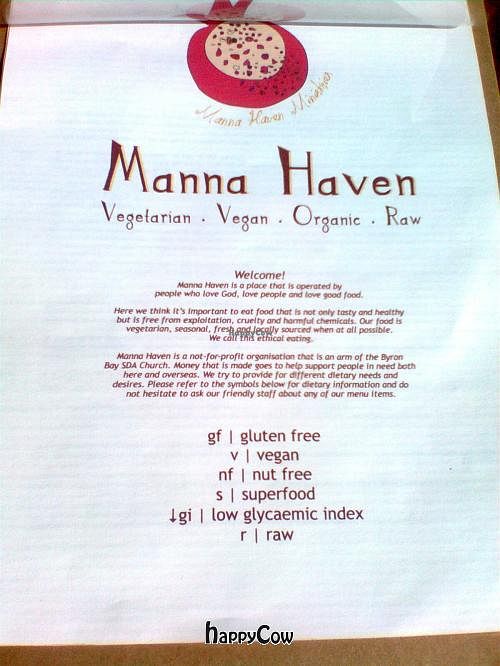 Manna Haven Ministries
Manna Haven
Vegetarian . Vegan . Organic . Raw
Welcome!
Manna Haven is a place that is operated by
people who love God, love people and love good food.
Here we think it's important to eat food that is not only tasty and healthy
but is free from exploitation, cruelty and harmful chemicals. Our food is
vegetarian, seasonal, fresh and locally sourced when at all possible.
HappyCow
We call this ethical eating.
Manna Haven is a not-for-profit organisation that is an arm of the Byron
Bay SDA Church. Money that is made goes to help support people in need both
here and overseas. We try to provide for different dietary needs and
desires. Please refer to the symbols below for dietary information and do
not hesitate to ask our friendly staff about any of our menu items.
gf | gluten free
v | vegan
nf | nut free
s | superfood
↓gi | low glycaemic index
r | raw
happyCow